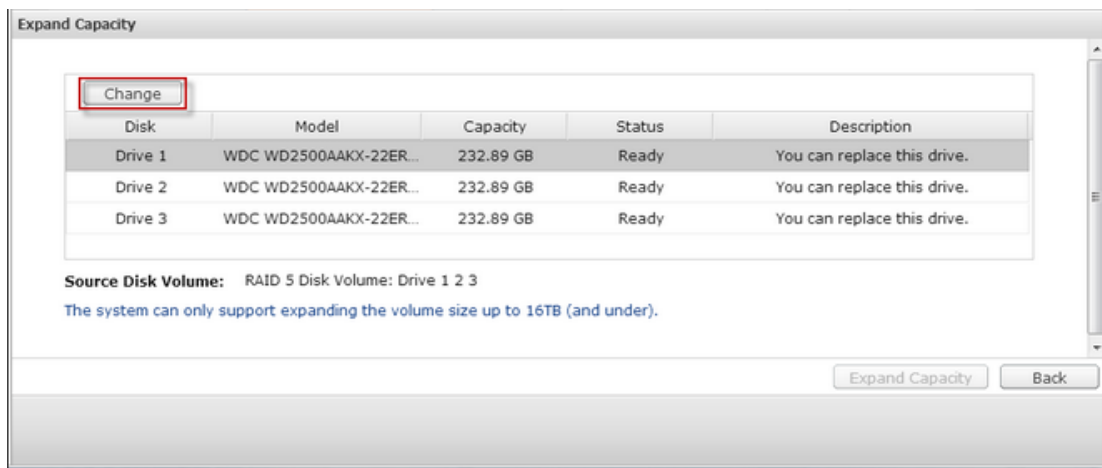 Expand Capacity
Change
Disk Model Capacity Status Description
Drive 1 WDC WD2500AAKX-22ER... 232.89 GB Ready You can replace this drive.
Drive 2 WDC WD2500AAKX-22ER... 232.89 GB Ready You can replace this drive.
Drive 3 WDC WD2500AAKX-22ER... 232.89 GB Ready You can replace this drive.
Source Disk Volume: RAID 5 Disk Volume: Drive 1 2 3
The system can only support expanding the volume size up to 16TB (and under).
Expand Capacity Back